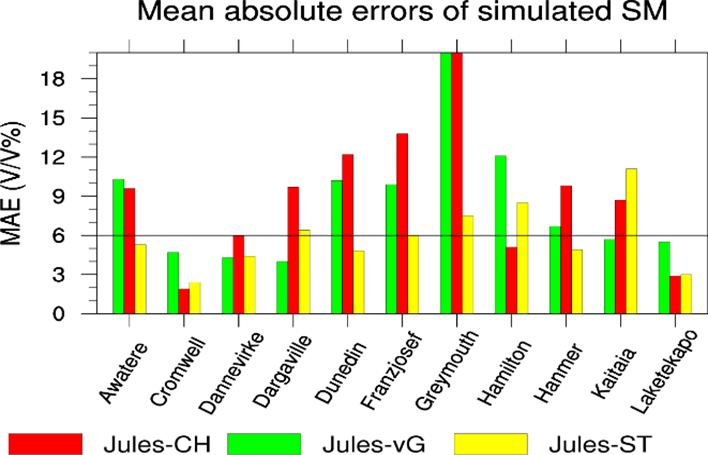 Mean absolute errors of simulated SM
MAE (V/V%)
18
15
12
9
6
3
0
Awatere
Cromwell
Dannevirke
Dargaville
Dunedin
Franzjosef
Greymouth
Hamilton
Hanmer
Kaitaia
Laketekapo
Jules-CH Jules-vG Jules-ST